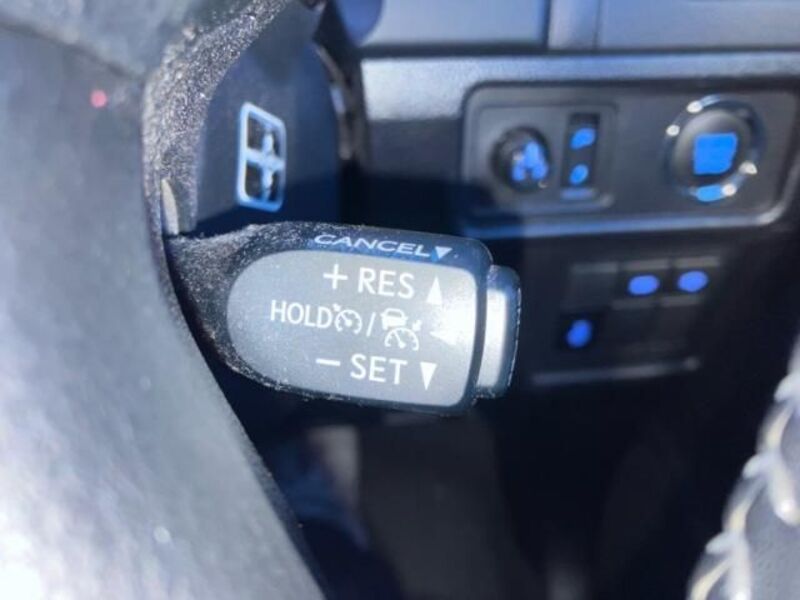 CANCEL▼
+ RES ▲
HOLD /
− SET ▼